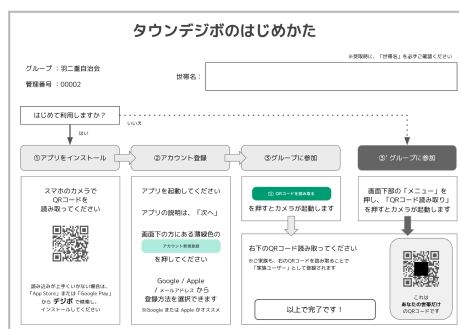 タウンデジボのはじめかた
※受取時に、「世帯名」を必ずご確認ください
グループ ：羽二重自治会
管理番号 ：00002
世帯名：
はじめて利用しますか？
いいえ
はい
①アプリをインストール
②アカウント登録
③グループに参加
③’グループに参加
スマホのカメラで
QRコードを
読み取ってください
読み込みが上手くいかない場合は、
「App Store」または「Google Play」
から デジボ で検索し、
インストールしてください
アプリを起動してください
アプリの説明は、「次へ」
画面下の方にある薄緑色の
アカウント新規登録
を押してください
Google / Apple
/ メールアドレス から
登録方法を選択できます
※Google または Apple がオススメ
QRコードを読み取る
を押すとカメラが起動します
右下のQRコード読み取ってください
※ご家族も、右のQRコードを読み取ることで
「家族ユーザー」として登録されます
以上で完了です！
画面下部の「メニュー」を
押し、「QRコード読み取り」
を押すとカメラが起動します
これは
あなたの世帯だけ
のQRコードです